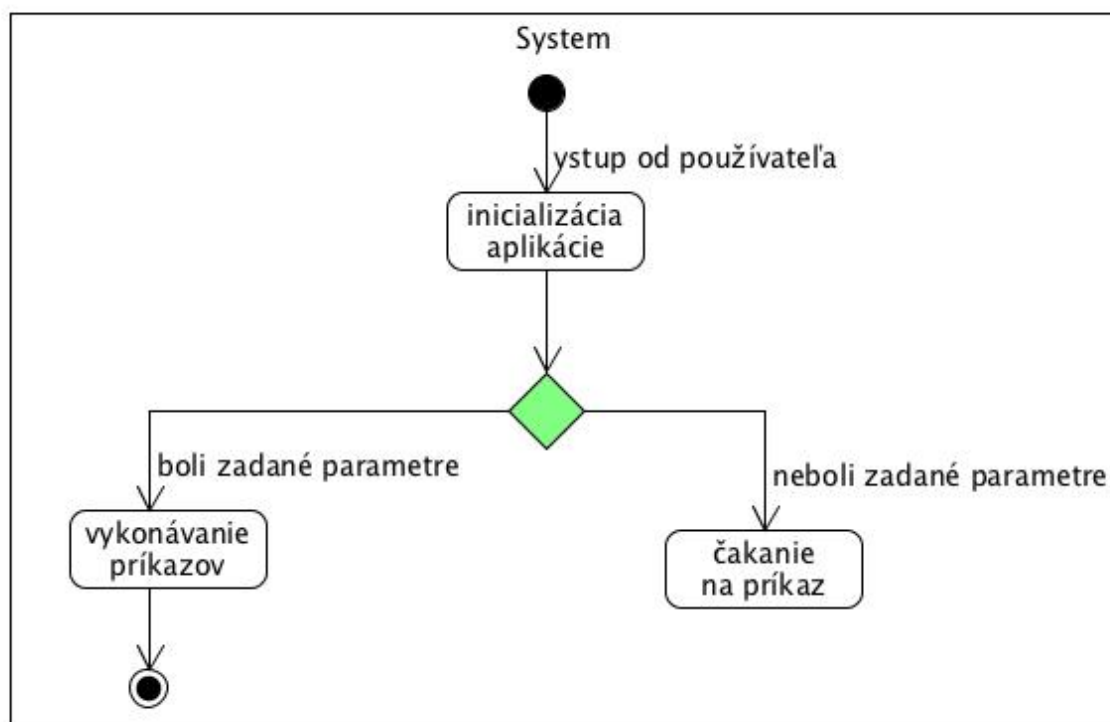 System
vstup od používateľa
inicializácia
aplikácie
boli zadané parametre
neboli zadané parametre
vykonávanie
príkazov
čakanie
na príkaz